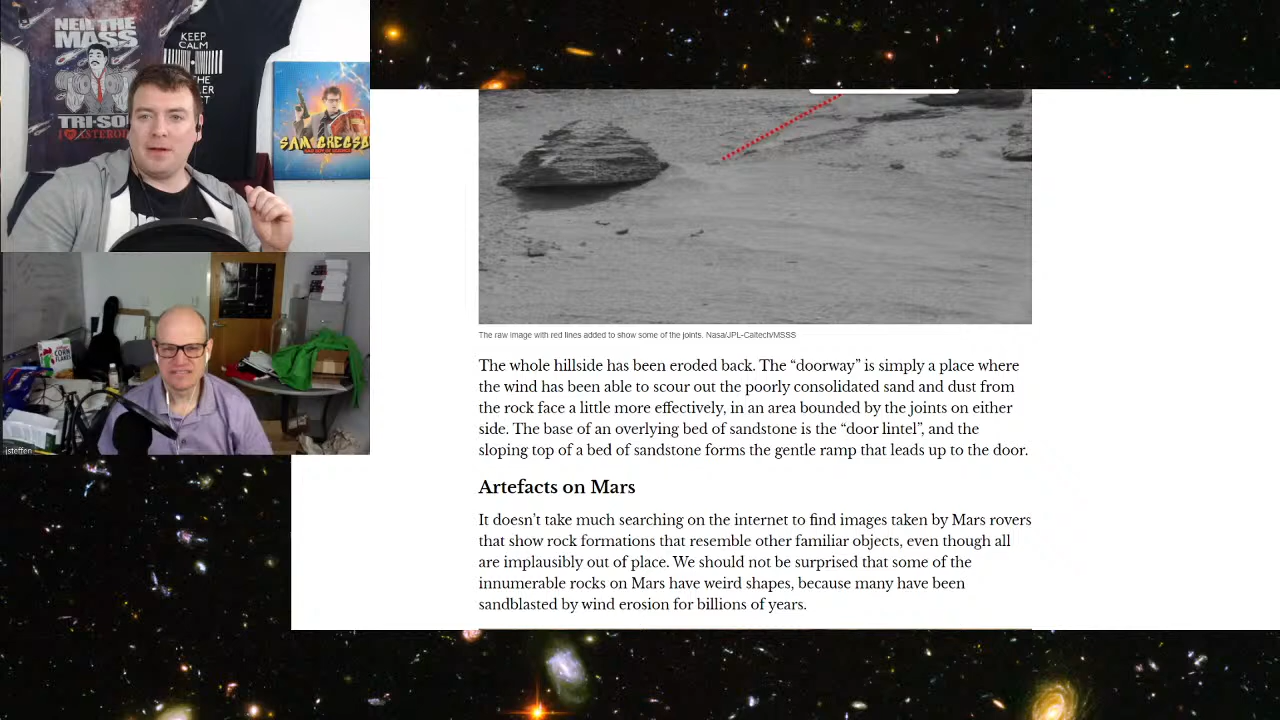 NEIL THE
MASS
TRI-SO
I ASTEROI
KEEP
CALM
THE
SAM GREGSO
CORN
FLAKES
jsteffen
The raw image with red lines added to show some of the joints. Nasa/JPL-Caltech/MSSS
The whole hillside has been eroded back. The “doorway” is simply a place where
the wind has been able to scour out the poorly consolidated sand and dust from
the rock face a little more effectively, in an area bounded by the joints on either
side. The base of an overlying bed of sandstone is the “door lintel”, and the
sloping top of a bed of sandstone forms the gentle ramp that leads up to the door.
Artefacts on Mars
It doesn’t take much searching on the internet to find images taken by Mars rovers
that show rock formations that resemble other familiar objects, even though all
are implausibly out of place. We should not be surprised that some of the
innumerable rocks on Mars have weird shapes, because many have been
sandblasted by wind erosion for billions of years.